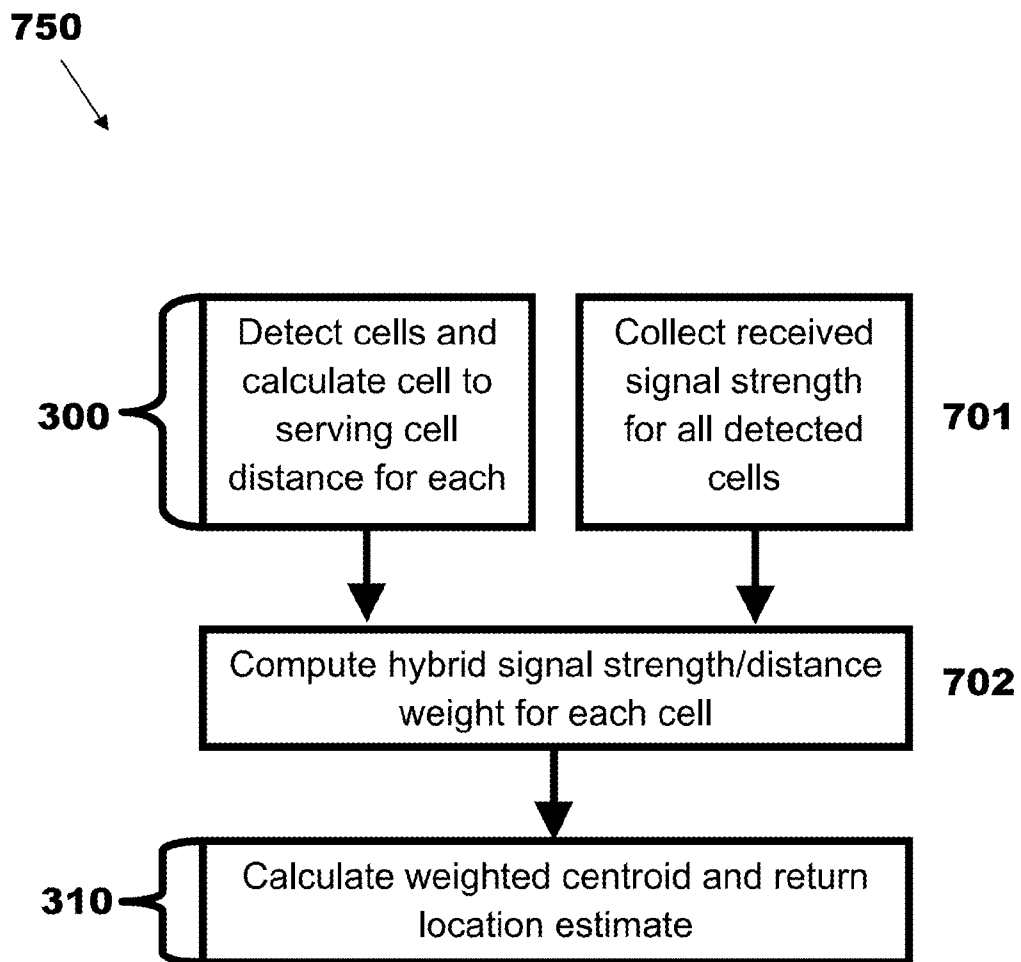 750
Detect cells and
calculate cell to
serving cell
distance for each
300
Collect received
signal strength
for all detected
cells
701
Compute hybrid signal strength/distance
weight for each cell
702
Calculate weighted centroid and return
location estimate
310